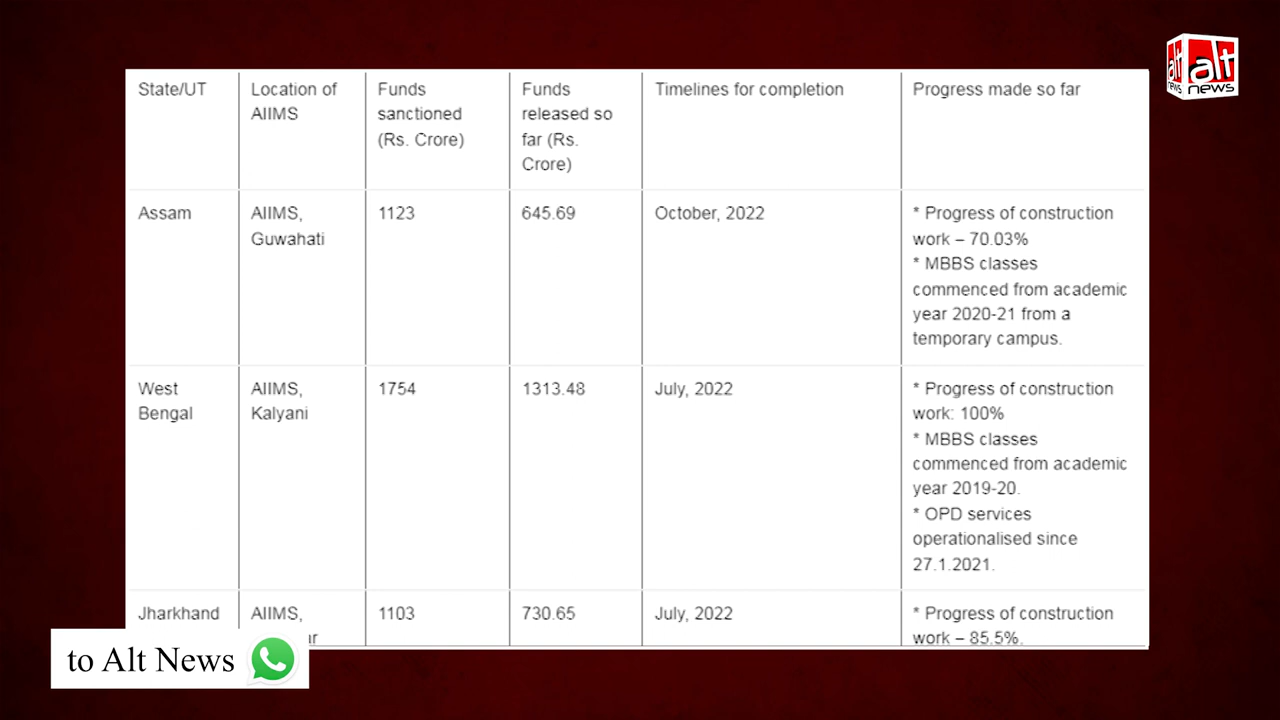 State/UT
Location of
AIIMS
Funds
sanctioned
(Rs. Crore)
Funds
released so
far (Rs.
Crore)
Timelines for completion
Progress made so far
Assam
AIIMS,
Guwahati
1123
645.69
October, 2022
* Progress of construction
work – 70.03%
* MBBS classes
commenced from academic
year 2020-21 from a
temporary campus.
West
Bengal
AIIMS,
Kalyani
1754
1313.48
July, 2022
* Progress of construction
work: 100%
* MBBS classes
commenced from academic
year 2019-20.
* OPD services
operationalised since
27.1.2021.
Jharkhand
AIIMS,
1103
730.65
July, 2022
* Progress of construction
work – 85.5%.
to Alt News
alt
news
alt
news